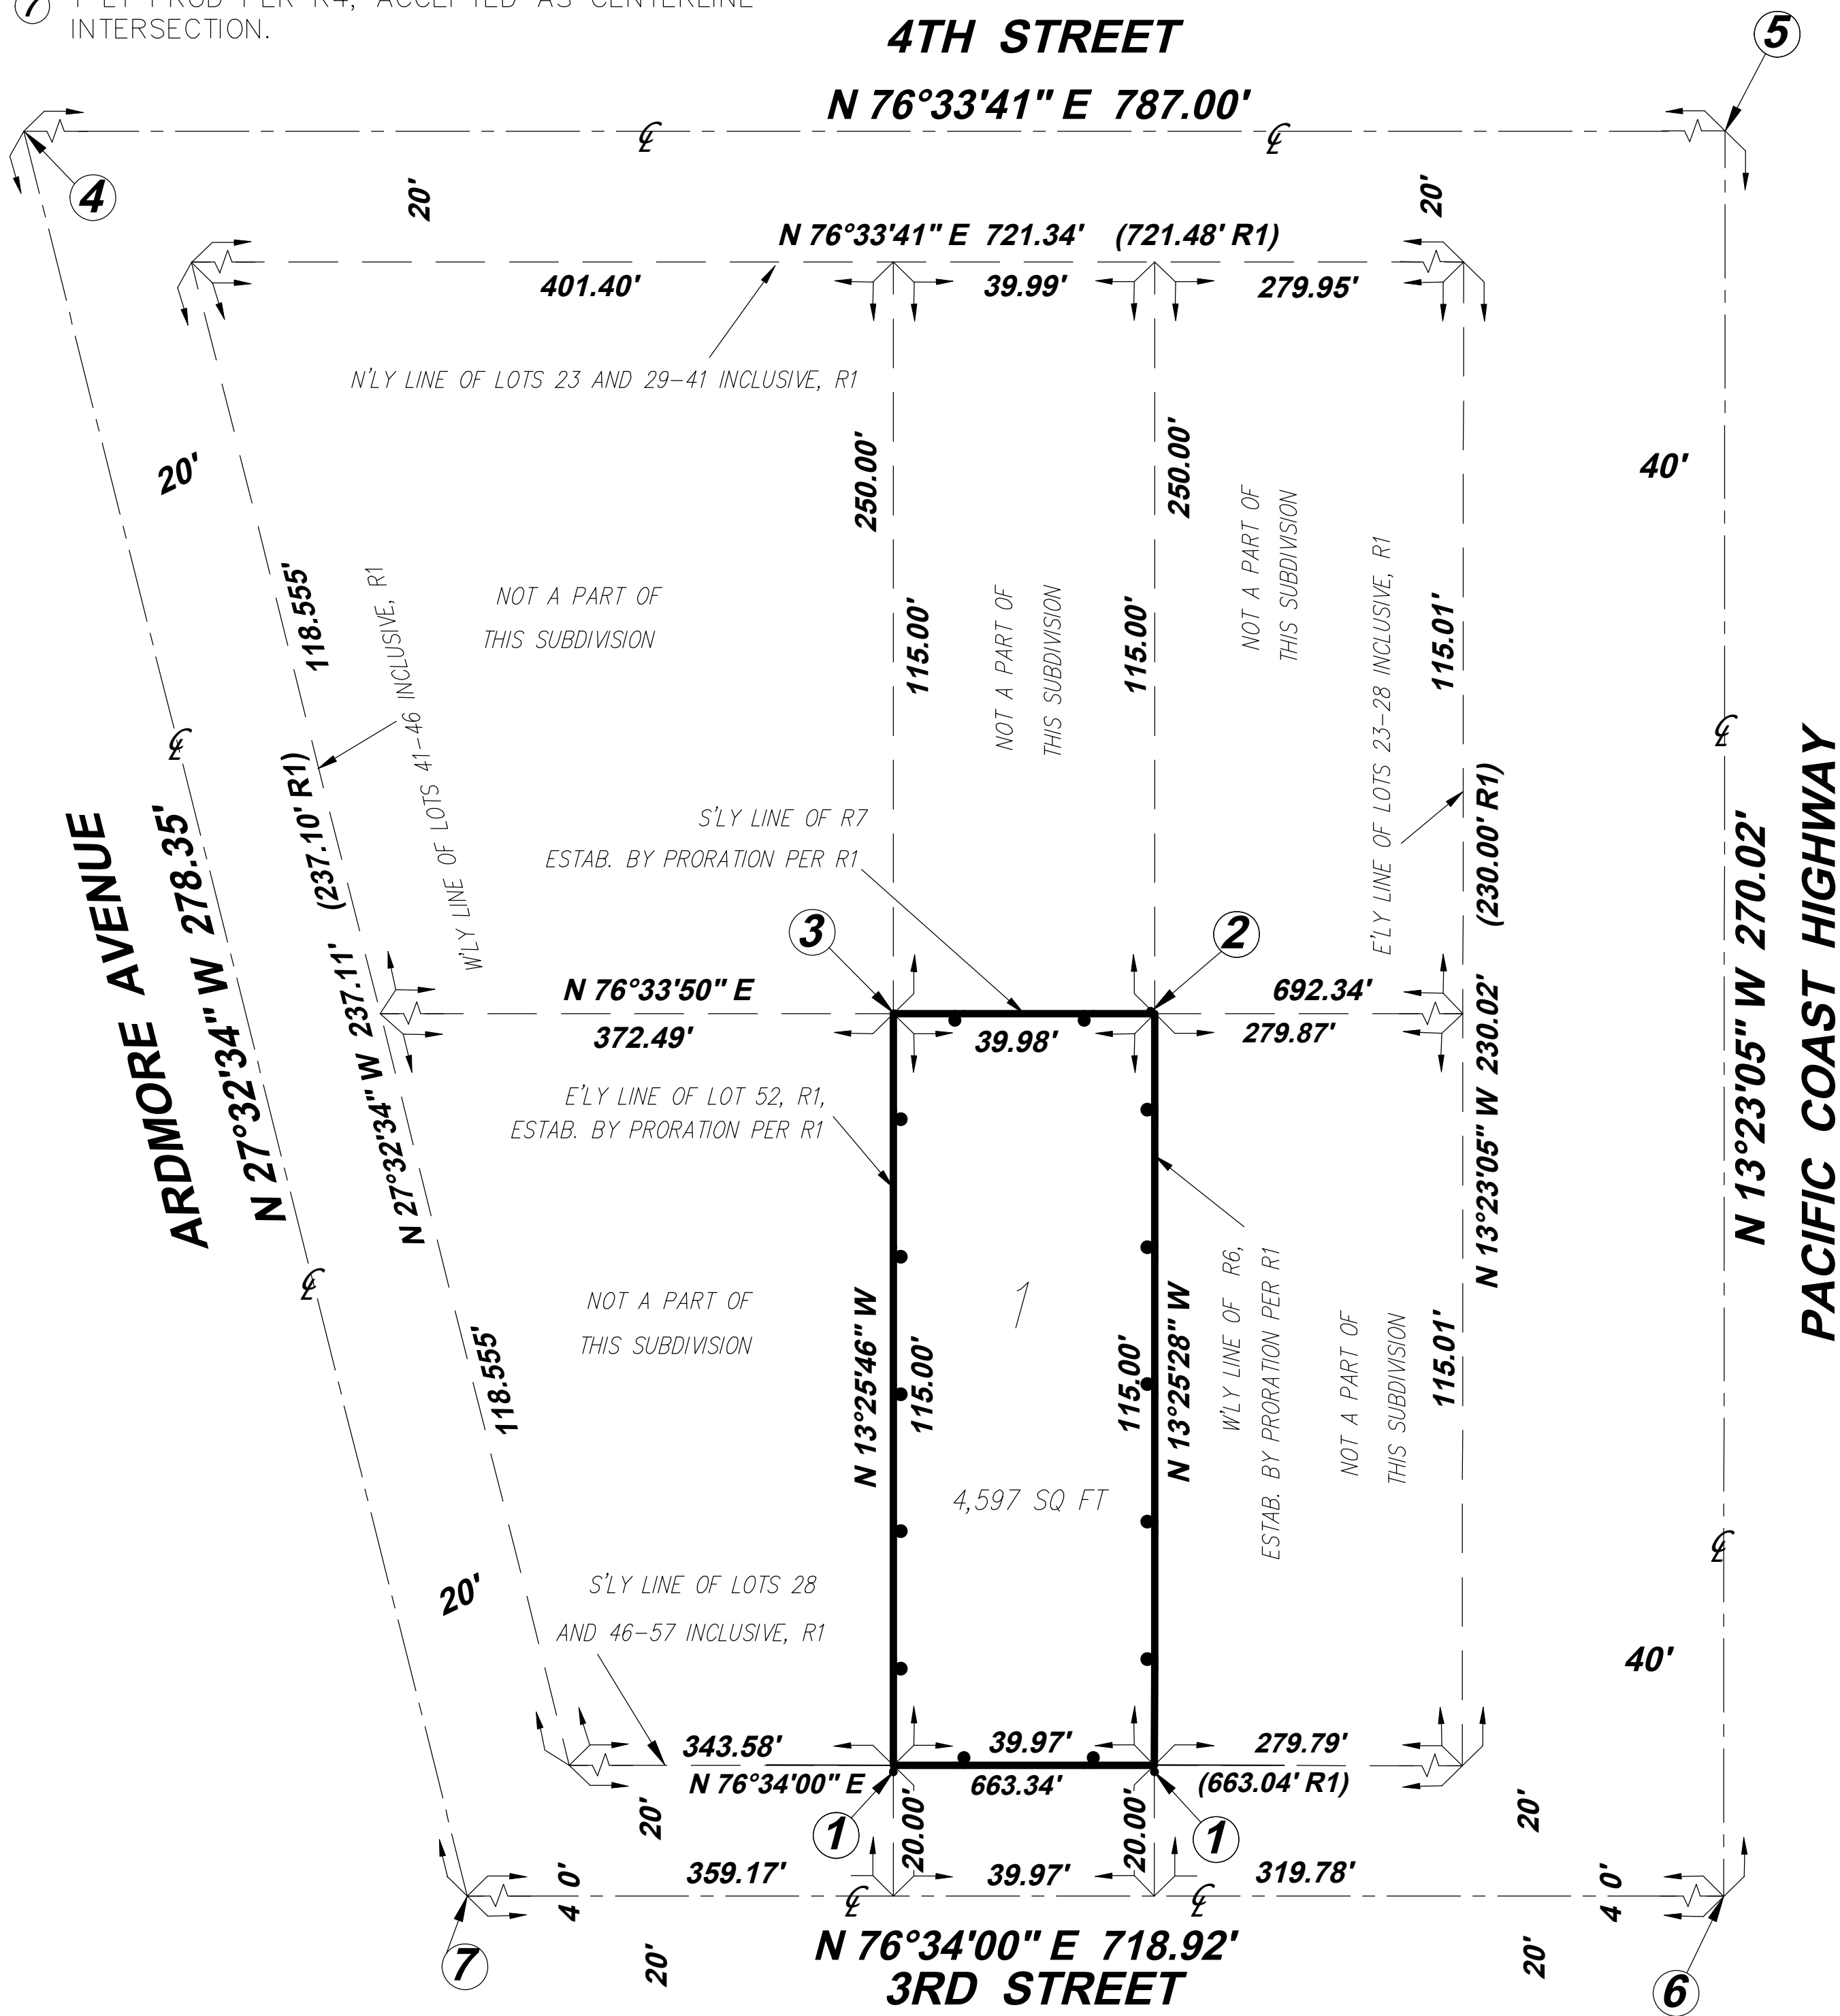 7
INTERSECTION.
4TH STREET
5
N 76°33'41" E 787.00'
4
20'
20'
N 76°33'41" E 721.34' (721.48' R1)
401.40'
39.99'
279.95'
N'LY LINE OF LOTS 23 AND 29-41 INCLUSIVE, R1
20'
250.00'
250.00'
40'
NOT A PART OF
THIS SUBDIVISION
118.555'
W'LY LINE OF LOTS 41-46 INCLUSIVE, R1
NOT A PART OF
THIS SUBDIVISION
115.00'
NOT A PART OF
THIS SUBDIVISION
115.00'
E'LY LINE OF LOTS 23-28 INCLUSIVE, R1
115.01'
S'LY LINE OF R7
ESTAB. BY PRORATION PER R1
ARDMORE AVENUE
N 27°32'34" W 278.35'
N 27°32'34" W 237.11' (237.10' R1)
3
2
N 13°23'05" W 230.02' (230.00' R1)
N 13°23'05" W 270.02'
PACIFIC COAST HIGHWAY
N 76°33'50" E
692.34'
372.49'
39.98'
279.87'
E'LY LINE OF LOT 52, R1,
ESTAB. BY PRORATION PER R1
W'LY LINE OF R6,
ESTAB. BY PRORATION PER R1
NOT A PART OF
THIS SUBDIVISION
1
N 13°25'46" W
115.00'
115.00'
N 13°25'28" W
NOT A PART OF
THIS SUBDIVISION
115.01'
118.555'
4,597 SQ FT
20'
S'LY LINE OF LOTS 28
AND 46-57 INCLUSIVE, R1
40'
343.58'
39.97'
279.79'
N 76°34'00" E
663.34'
(663.04' R1)
20'
1
20.00'
20.00'
1
20'
359.17'
39.97'
319.78'
4 0'
4 0'
N 76°34'00" E 718.92'
7
20'
20'
3RD STREET
6